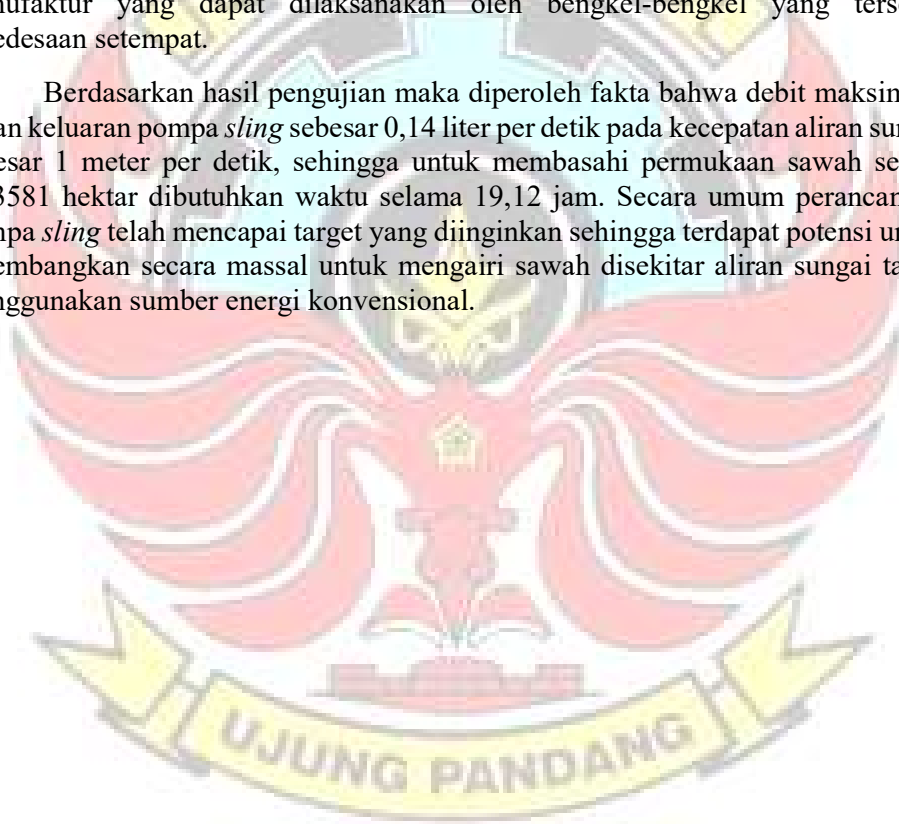 nufaktur yang dapat dilaksanakan oleh bengkel-bengkel yang terse
edesaan setempat.
Berdasarkan hasil pengujian maka diperoleh fakta bahwa debit maksim
an keluaran pompa sling sebesar 0,14 liter per detik pada kecepatan aliran sun
esar 1 meter per detik, sehingga untuk membasahi permukaan sawah se
3581 hektar dibutuhkan waktu selama 19,12 jam. Secara umum perancan
npa sling telah mencapai target yang diinginkan sehingga terdapat potensi un
embangkan secara massal untuk mengairi sawah disekitar aliran sungai ta
nggunakan sumber energi konvensional.
UJUNG PANDANG